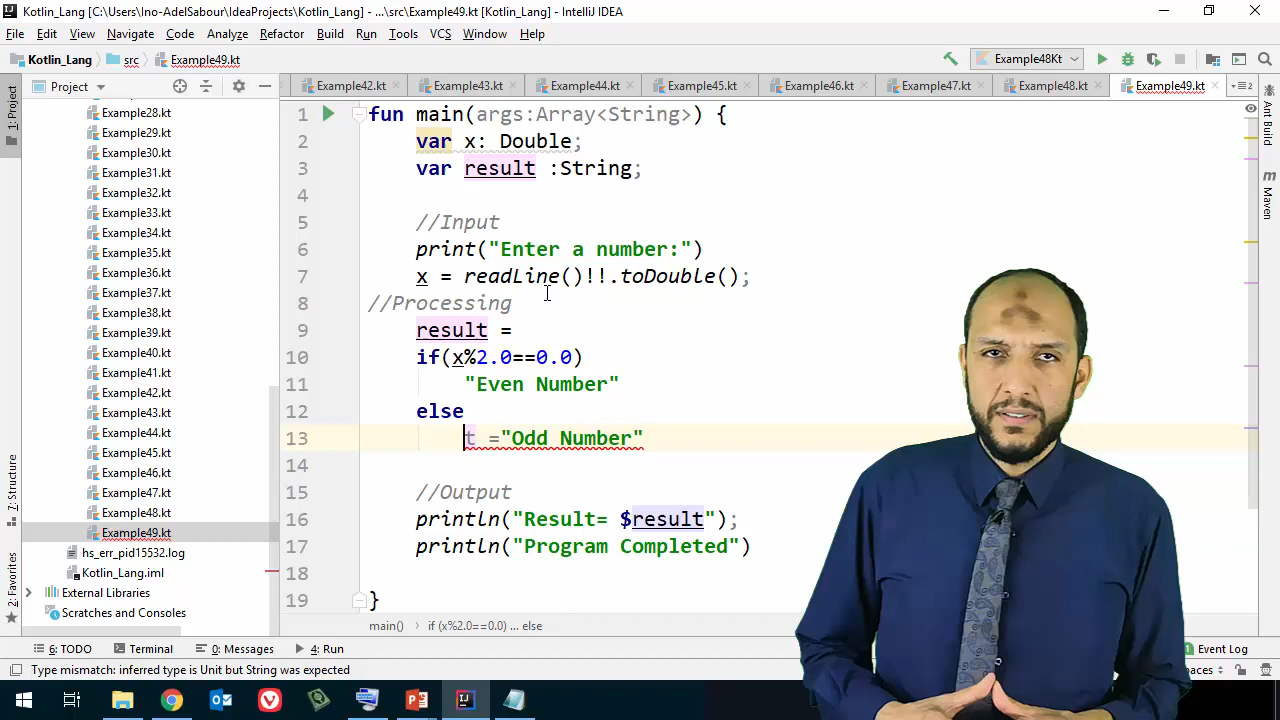 Kotlin_Lang [C:\Users\Ino-AdelSabour\IdeaProjects\Kotlin_Lang] - ...\src\Example49.kt [Kotlin_Lang] - IntelliJ IDEA
File Edit View Navigate Code Analyze Refactor Build Run Tools VCS Window Help
Kotlin_Lang src Example49.kt Example48Kt
Project Example42.kt Example43.kt Example44.kt Example45.kt Example46.kt Example47.kt Example48.kt Example49.kt
1: Project
7: Structure
2: Favorites
Example28.kt
Example29.kt
Example30.kt
Example31.kt
Example32.kt
Example33.kt
Example34.kt
Example35.kt
Example36.kt
Example37.kt
Example38.kt
Example39.kt
Example40.kt
Example41.kt
Example42.kt
Example43.kt
Example44.kt
Example45.kt
Example46.kt
Example47.kt
Example48.kt
Example49.kt
hs_err_pid15532.log
Kotlin_Lang.iml
External Libraries
Scratches and Consoles
1 fun main(args:Array<String>) {
2 var x: Double;
3 var result :String;
4
5 //Input
6 print("Enter a number:")
7 x = readLine()!!.toDouble();
8 //Processing
9 result =
10 if(x%2.0==0.0)
11 "Even Number"
12 else
13 t ="Odd Number"
14
15 //Output
16 println("Result= $result");
17 println("Program Completed")
18
19 }
main() if (x%2.0==0.0) ... else
Ant Build
Maven
6: TODO Terminal 0: Messages 4: Run Event Log
Type mismatch: inferred type is Unit but String was expected